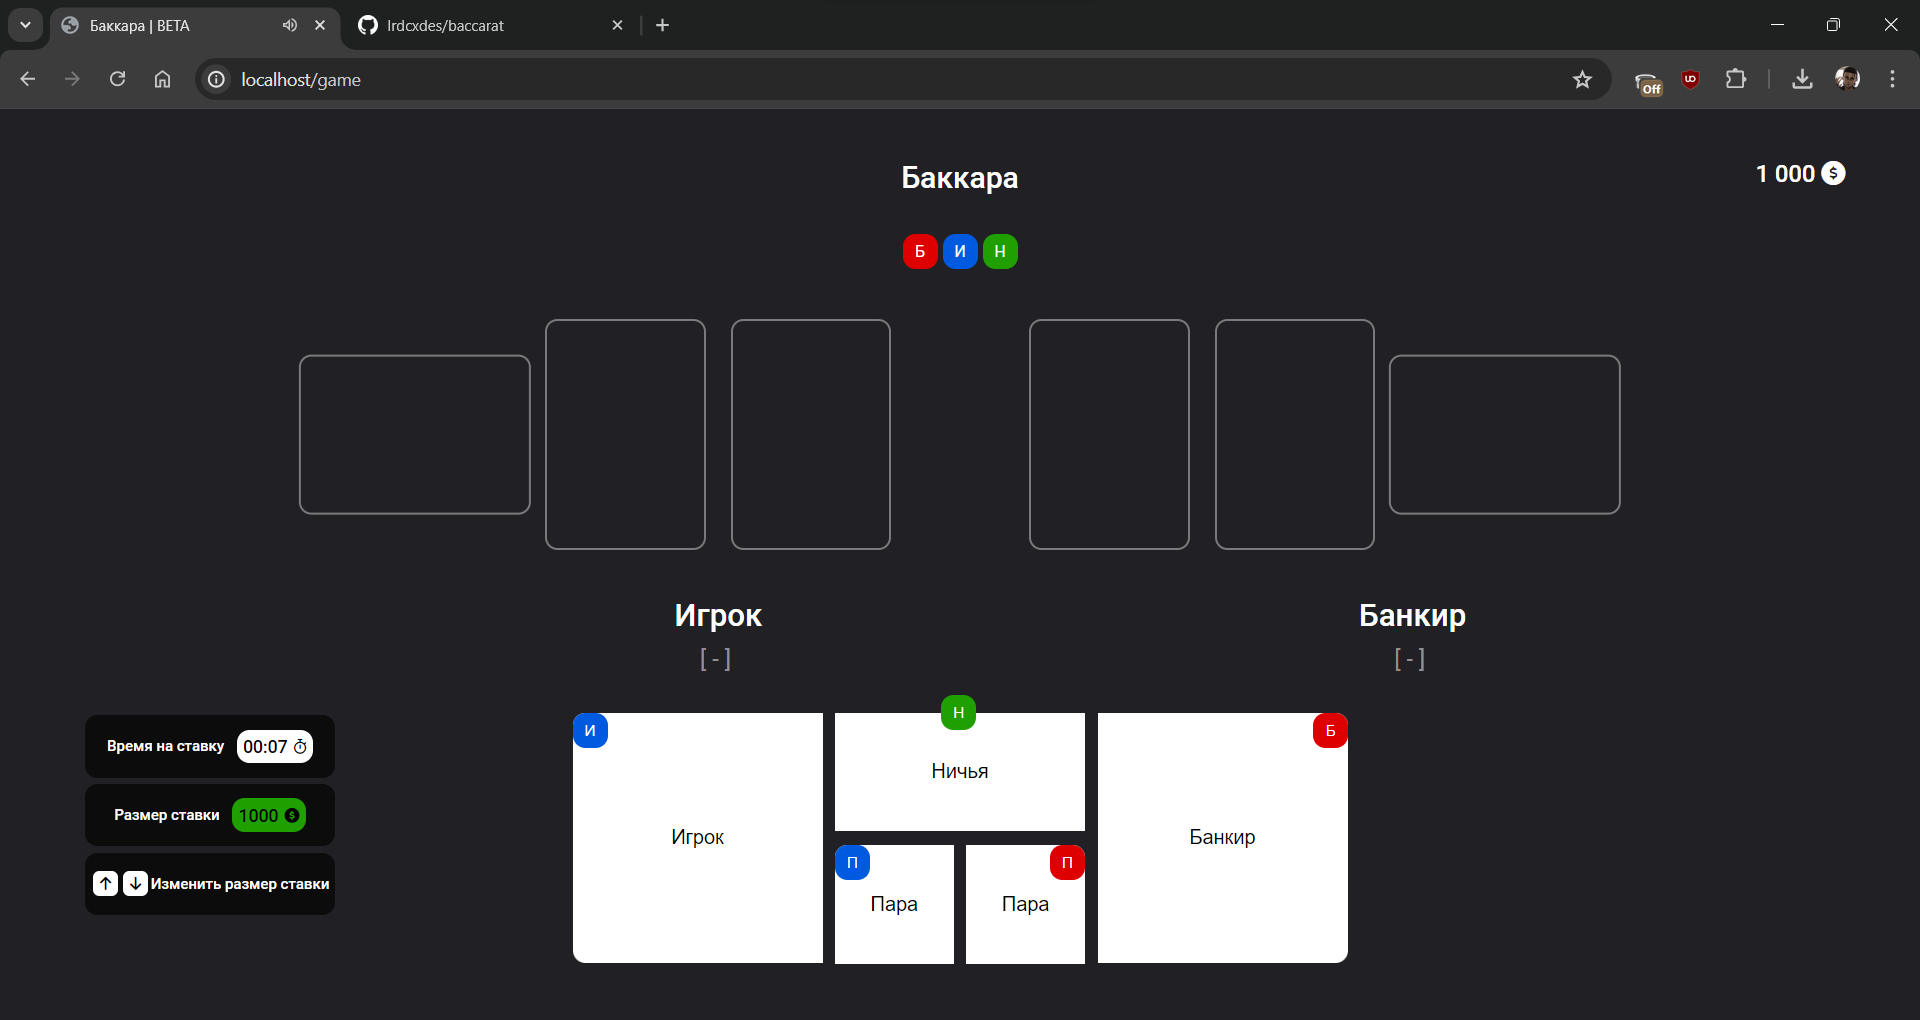 Баккара | BETA
lrdcxdes/baccarat
localhost/game
Off
UO
Баккара
1 000 $
Б И Н
Игрок
[ - ]
Банкир
[ - ]
Время на ставку 00:07
Размер ставки 1000 $
↑ ↓ Изменить размер ставки
И
Игрок
Н
Ничья
П
Пара
П
Пара
Б
Банкир